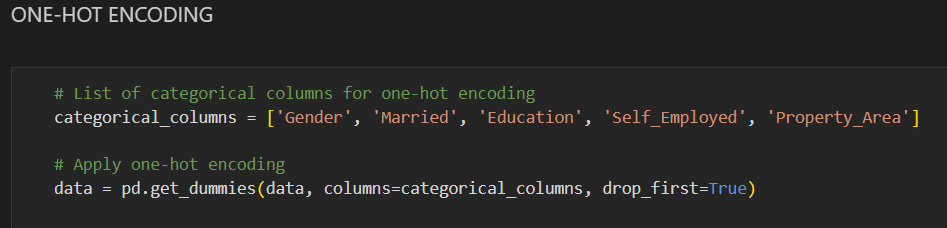 ONE-HOT ENCODING
# List of categorical columns for one-hot encoding
categorical_columns = ['Gender', 'Married', 'Education', 'Self_Employed', 'Property_Area']
# Apply one-hot encoding
data = pd.get_dummies(data, columns=categorical_columns, drop_first=True)